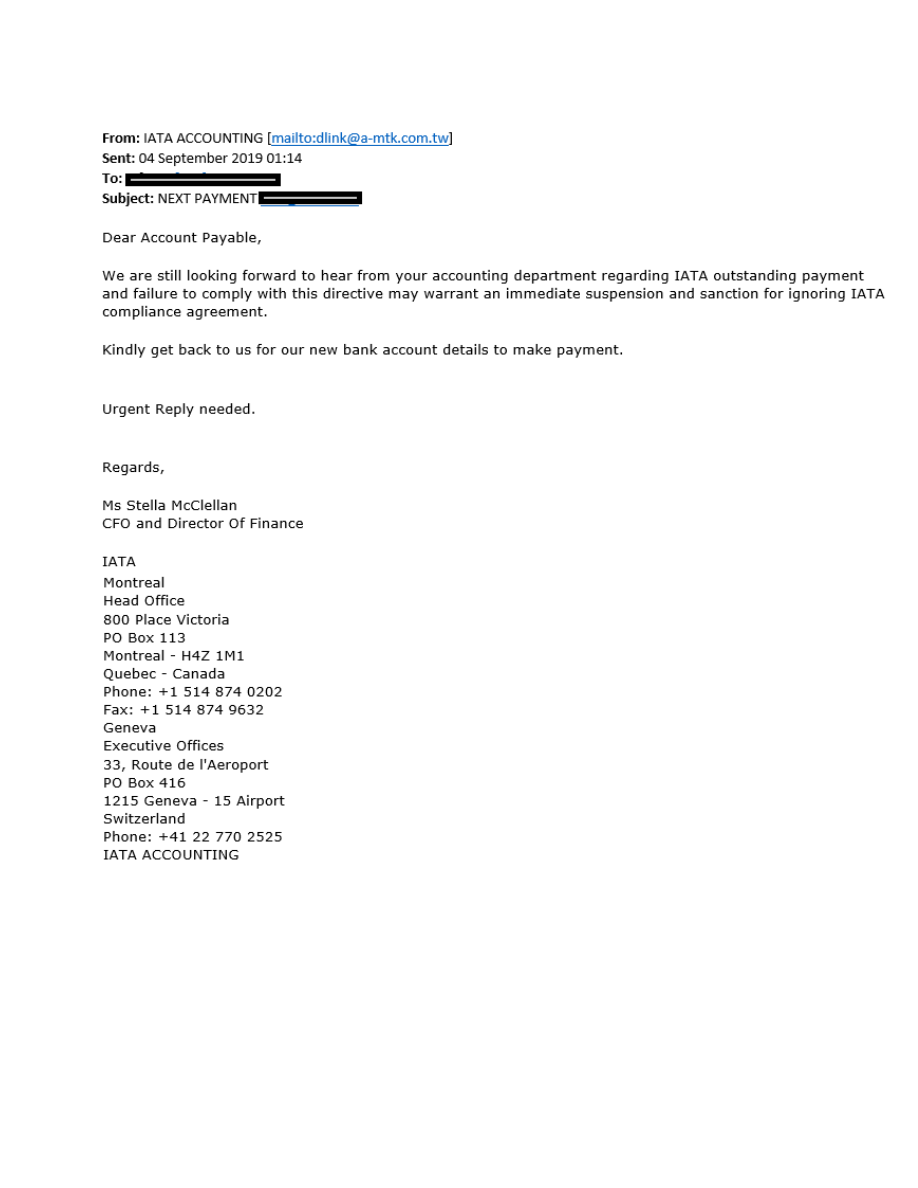 From: IATA ACCOUNTING [mailto:dlink@a-mtk.com.tw]
Sent: 04 September 2019 01:14
To:
Subject: NEXT PAYMENT
Dear Account Payable,
We are still looking forward to hear from your accounting department regarding IATA outstanding payment
and failure to comply with this directive may warrant an immediate suspension and sanction for ignoring IATA
compliance agreement.
Kindly get back to us for our new bank account details to make payment.
Urgent Reply needed.
Regards,
Ms Stella McClellan
CFO and Director Of Finance
IATA
Montreal
Head Office
800 Place Victoria
PO Box 113
Montreal - H4Z 1M1
Quebec - Canada
Phone: +1 514 874 0202
Fax: +1 514 874 9632
Geneva
Executive Offices
33, Route de l'Aeroport
PO Box 416
1215 Geneva - 15 Airport
Switzerland
Phone: +41 22 770 2525
IATA ACCOUNTING